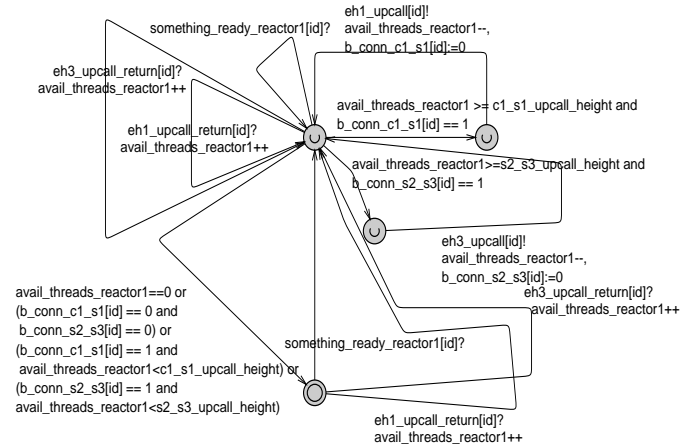 eh1_upcall[id]!
avail_threads_reactor1--,
b_conn_c1_s1[id]:=0
something_ready_reactor1[id]?
eh3_upcall_return[id]?
avail_threads_reactor1++
avail_threads_reactor1 >= c1_s1_upcall_height and
b_conn_c1_s1[id] == 1
eh1_upcall_return[id]?
avail_threads_reactor1++
U
U
avail_threads_reactor1>=s2_s3_upcall_height and
b_conn_s2_s3[id] == 1
U
eh3_upcall[id]!
avail_threads_reactor1--,
b_conn_s2_s3[id]:=0
eh3_upcall_return[id]?
avail_threads_reactor1++
avail_threads_reactor1==0 or
(b_conn_c1_s1[id] == 0 and
b_conn_s2_s3[id] == 0) or
(b_conn_c1_s1[id] == 1 and
avail_threads_reactor1<c1_s1_upcall_height) or
(b_conn_s2_s3[id] == 1 and
avail_threads_reactor1<s2_s3_upcall_height)
something_ready_reactor1[id]?
eh1_upcall_return[id]?
avail_threads_reactor1++